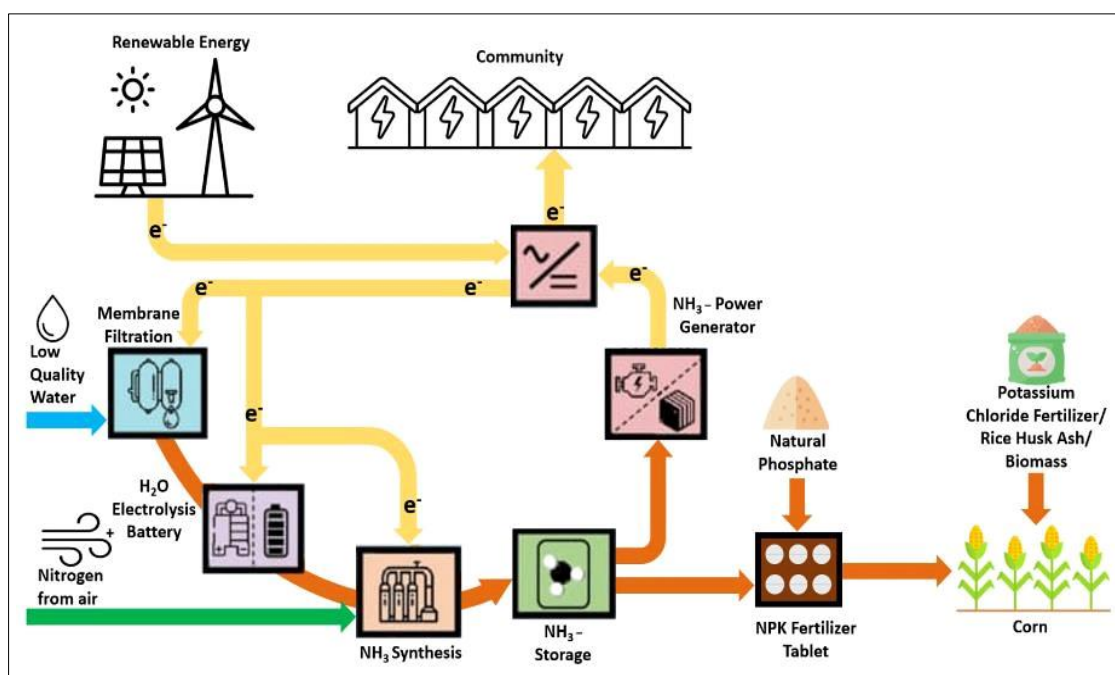 Renewable Energy
Community
e⁻
e⁻
e⁻
e⁻
e⁻
NH₃ – Power
Generator
Membrane
Filtration
Low
Quality
Water
e⁻
e⁻
H₂O
Electrolysis
Battery
Natural
Phosphate
Potassium
Chloride Fertilizer/
Rice Husk Ash/
Biomass
+
Nitrogen
from air
NH₃ Synthesis
NH₃ –
Storage
NPK Fertilizer
Tablet
Corn